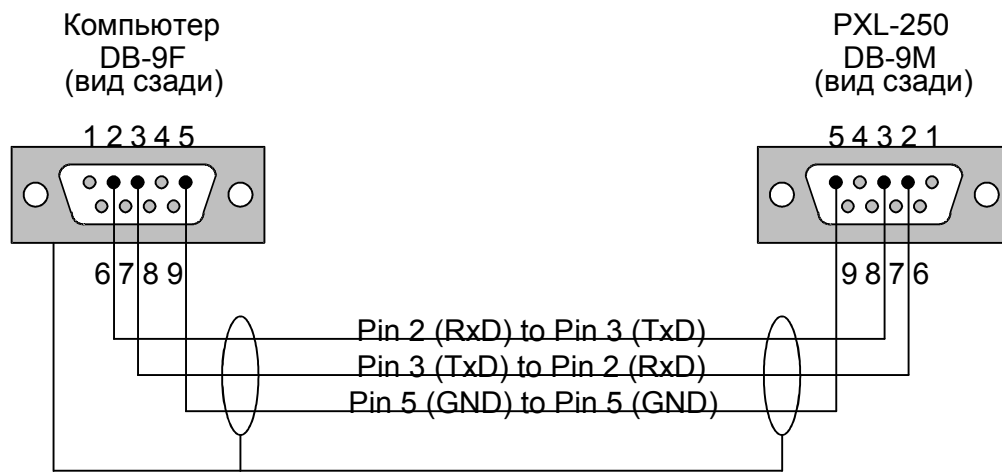 Компьютер
DB-9F
(вид сзади)
PXL-250
DB-9M
(вид сзади)
1 2 3 4 5
5 4 3 2 1
6 7 8 9
9 8 7 6
Pin 2 (RxD) to Pin 3 (TxD)
Pin 3 (TxD) to Pin 2 (RxD)
Pin 5 (GND) to Pin 5 (GND)